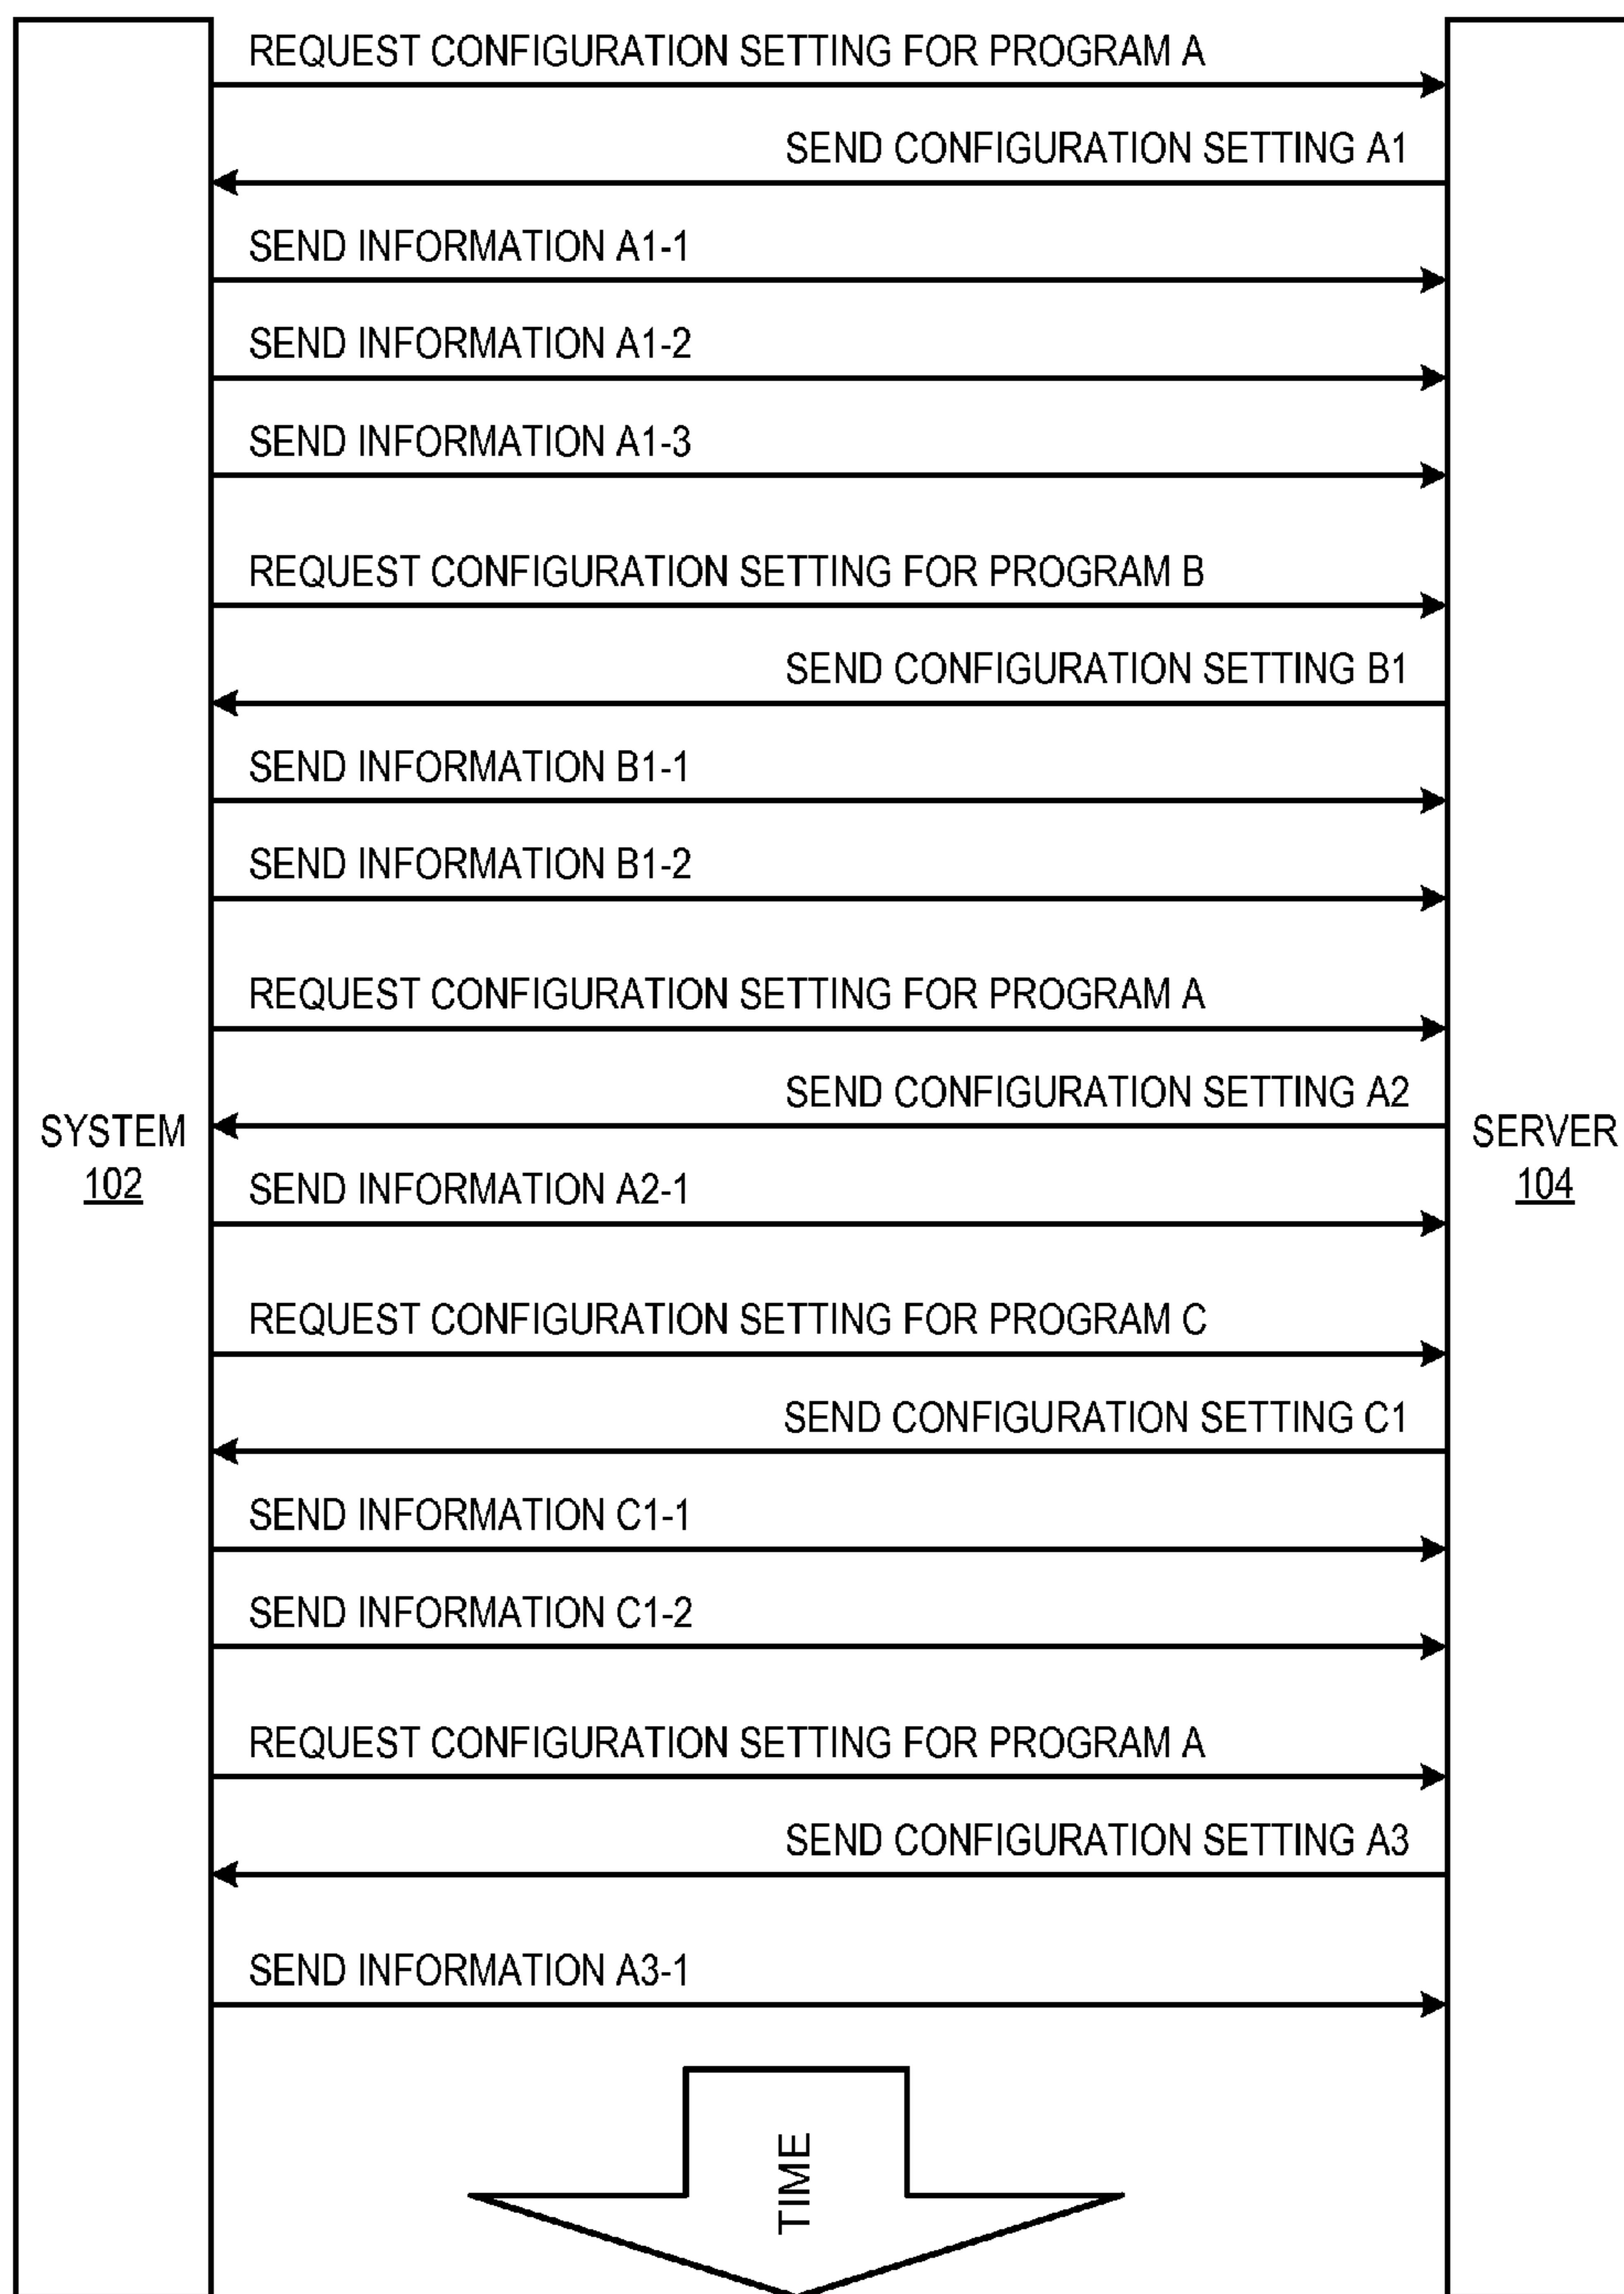 REQUEST CONFIGURATION SETTING FOR PROGRAM A
SEND CONFIGURATION SETTING A1
SEND INFORMATION A1-1
SEND INFORMATION A1-2
SEND INFORMATION A1-3
REQUEST CONFIGURATION SETTING FOR PROGRAM B
SEND CONFIGURATION SETTING B1
SEND INFORMATION B1-1
SEND INFORMATION B1-2
REQUEST CONFIGURATION SETTING FOR PROGRAM A
SEND CONFIGURATION SETTING A2
SYSTEM
102
SERVER
104
SEND INFORMATION A2-1
REQUEST CONFIGURATION SETTING FOR PROGRAM C
SEND CONFIGURATION SETTING C1
SEND INFORMATION C1-1
SEND INFORMATION C1-2
REQUEST CONFIGURATION SETTING FOR PROGRAM A
SEND CONFIGURATION SETTING A3
SEND INFORMATION A3-1
TIME